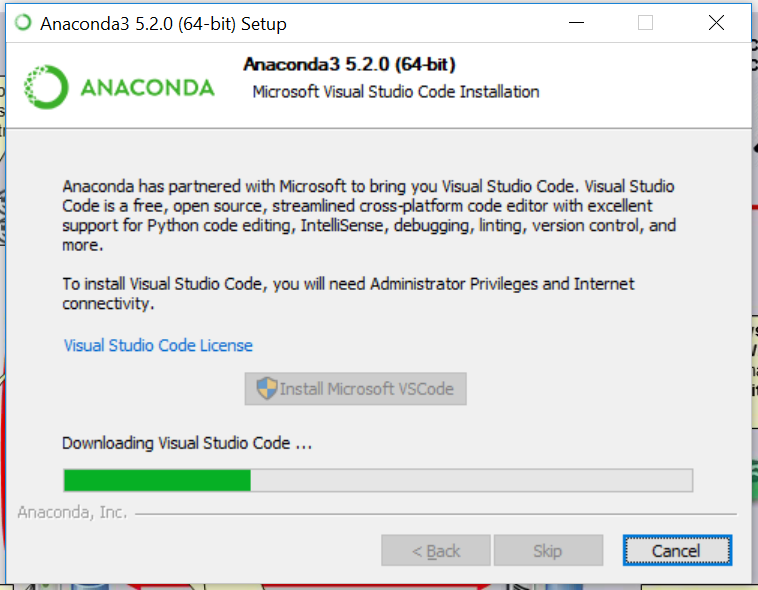 Anaconda3 5.2.0 (64-bit) Setup
ANACONDA
Anaconda3 5.2.0 (64-bit)
Microsoft Visual Studio Code Installation
Anaconda has partnered with Microsoft to bring you Visual Studio Code. Visual Studio
Code is a free, open source, streamlined cross-platform code editor with excellent
support for Python code editing, IntelliSense, debugging, linting, version control, and
more.
To install Visual Studio Code, you will need Administrator Privileges and Internet
connectivity.
Visual Studio Code License
Install Microsoft VSCode
Downloading Visual Studio Code ...
Anaconda, Inc.
< Back
Skip
Cancel